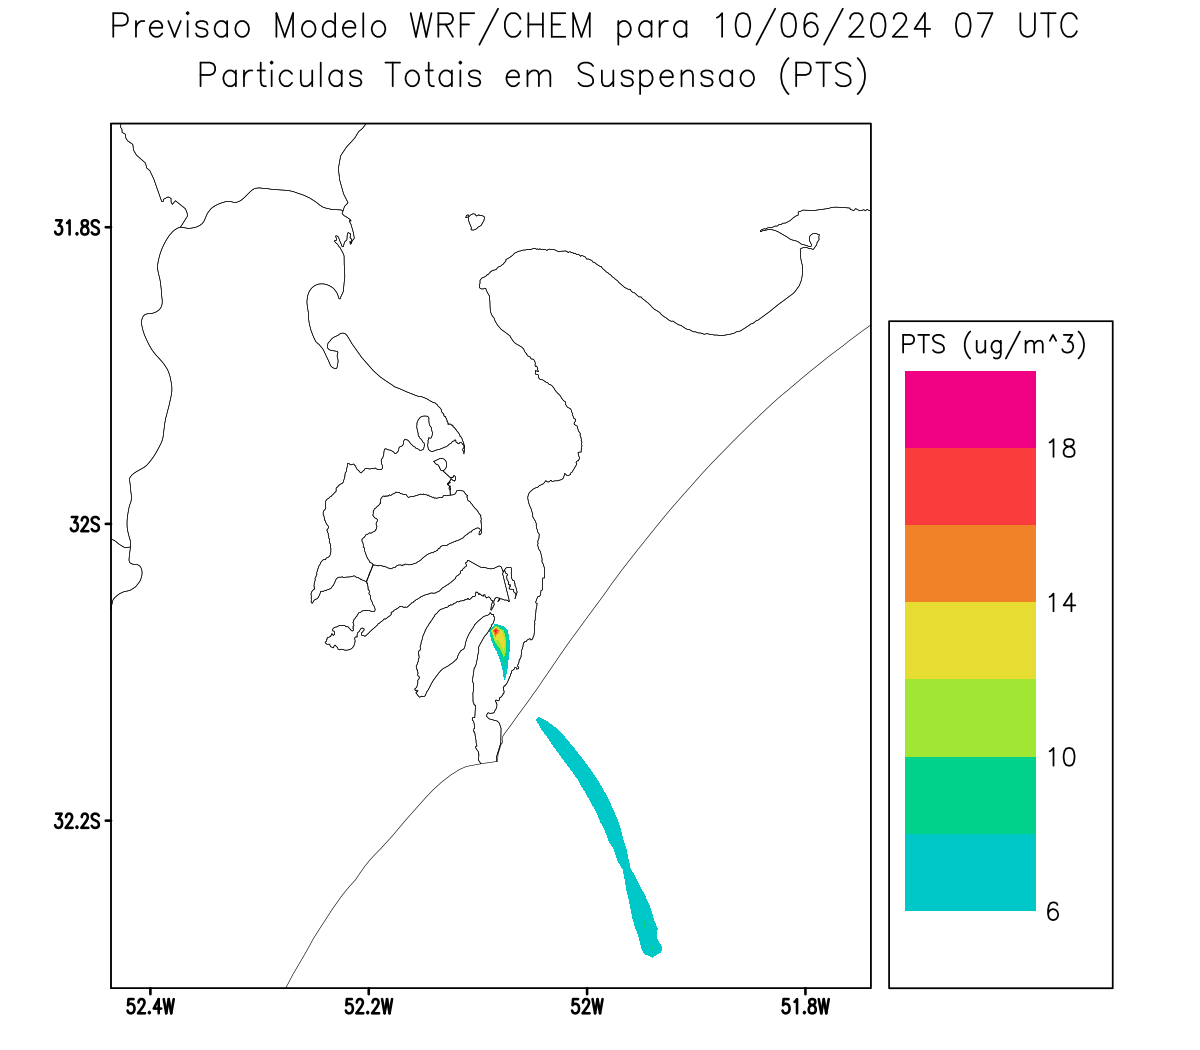 Previsao Modelo WRF/CHEM para 10/06/2024 07 UTC
Particulas Totais em Suspensao (PTS)
31.8S
32S
32.2S
52.4W
52.2W
52W
51.8W
PTS (ug/m^3)
18
14
10
6